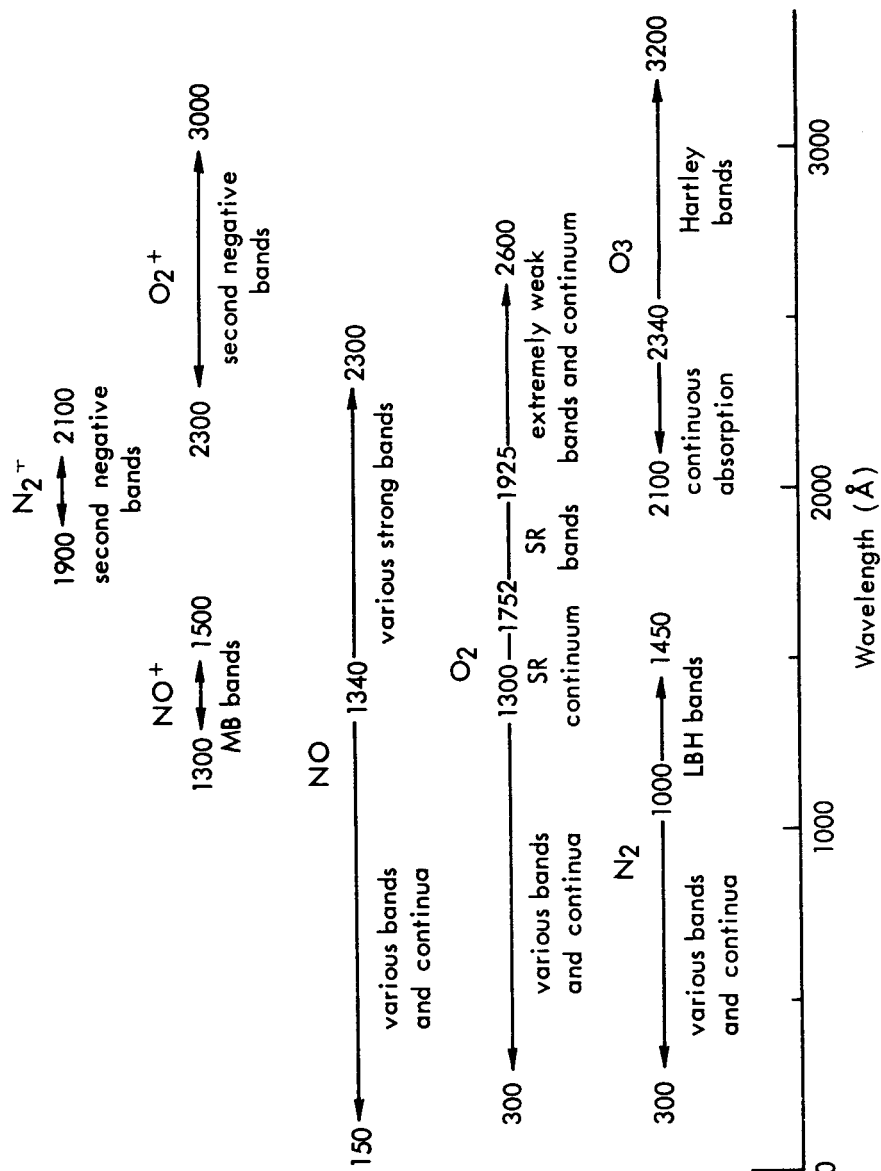 N2+
1900 2100
second negative
bands
NO+
1300 1500
MB bands
O2+
2300 3000
second negative
bands
NO
150 1340 2300
various bands
and continua
various strong bands
O2
300 1300 1752 1925 2600
various bands
and continua
SR
continuum
SR
bands
extremely weak
bands and continuum
N2
300 1000 1450
various bands
and continua
LBH bands
O3
2100 2340 3200
continuous
absorption
Hartley
bands
0 1000 2000 3000
Wavelength (Å)